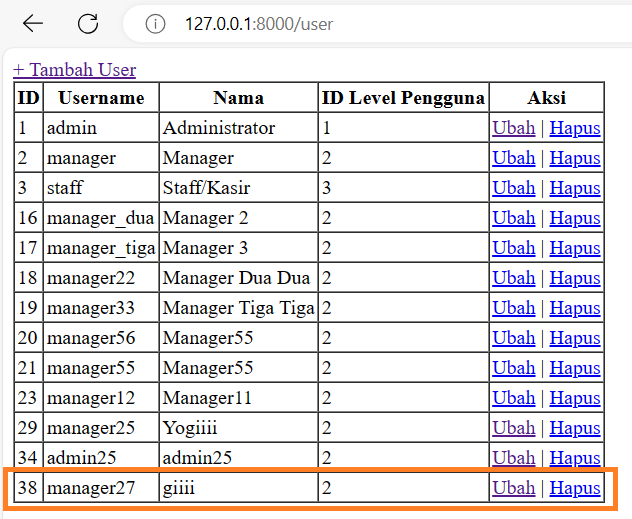 127.0.0.1:8000/user
+ Tambah User
ID Username Nama ID Level Pengguna Aksi
1 admin Administrator 1 Ubah | Hapus
2 manager Manager 2 Ubah | Hapus
3 staff Staff/Kasir 3 Ubah | Hapus
16 manager_dua Manager 2 2 Ubah | Hapus
17 manager_tiga Manager 3 2 Ubah | Hapus
18 manager22 Manager Dua Dua 2 Ubah | Hapus
19 manager33 Manager Tiga Tiga 2 Ubah | Hapus
20 manager56 Manager55 2 Ubah | Hapus
21 manager55 Manager55 2 Ubah | Hapus
23 manager12 Manager11 2 Ubah | Hapus
29 manager25 Yogiiii 2 Ubah | Hapus
34 admin25 admin25 2 Ubah | Hapus
38 manager27 giiii 2 Ubah | Hapus